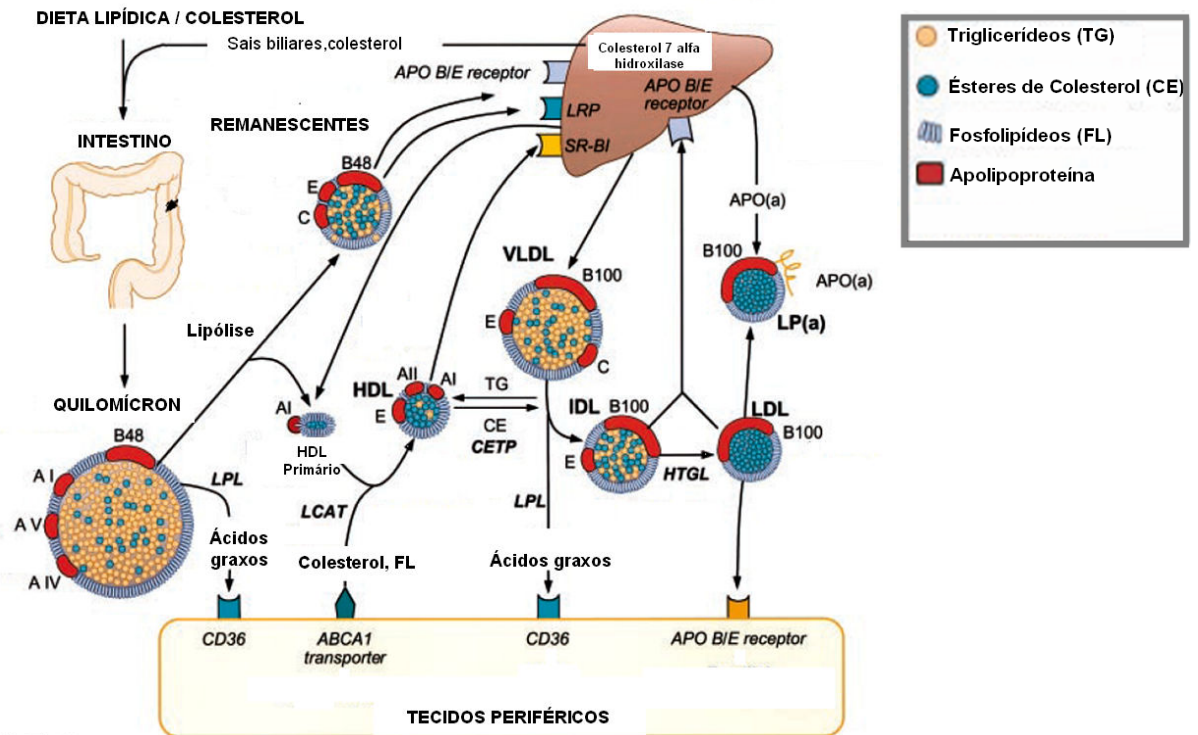 DIETA LIPÍDICA / COLESTEROL
Sais biliares,colesterol
Colesterol 7 alfa
hidroxilase
APO B/E receptor
APO B/E
receptor
LRP
SR-BI
INTESTINO
REMANESCENTES
B48
E
C
APO(a)
VLDL
B100
E
C
B100
APO(a)
LP(a)
Lipólise
QUILOMÍCRON
B48
A I
A V
A IV
LPL
Ácidos
graxos
AI
HDL
Primário
HDL
AII
AI
E
TG
CE
CETP
LCAT
Colesterol, FL
LPL
Ácidos graxos
IDL
B100
E
HTGL
LDL
B100
CD36
ABCA1
transporter
CD36
APO B/E receptor
TECIDOS PERIFÉRICOS
Triglicerídeos (TG)
Ésteres de Colesterol (CE)
Fosfolipídeos (FL)
Apolipoproteína